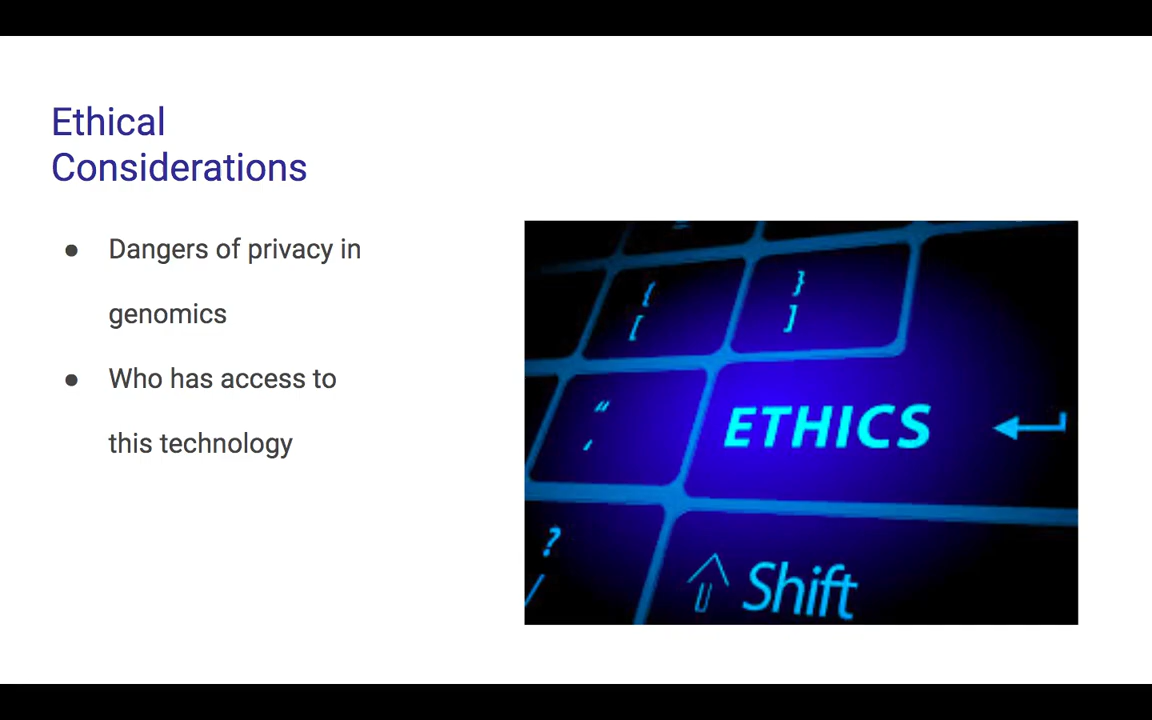 Ethical
Considerations
● Dangers of privacy in
genomics
● Who has access to
this technology
{
[
}
]
"
'
ETHICS
?
/
Shift